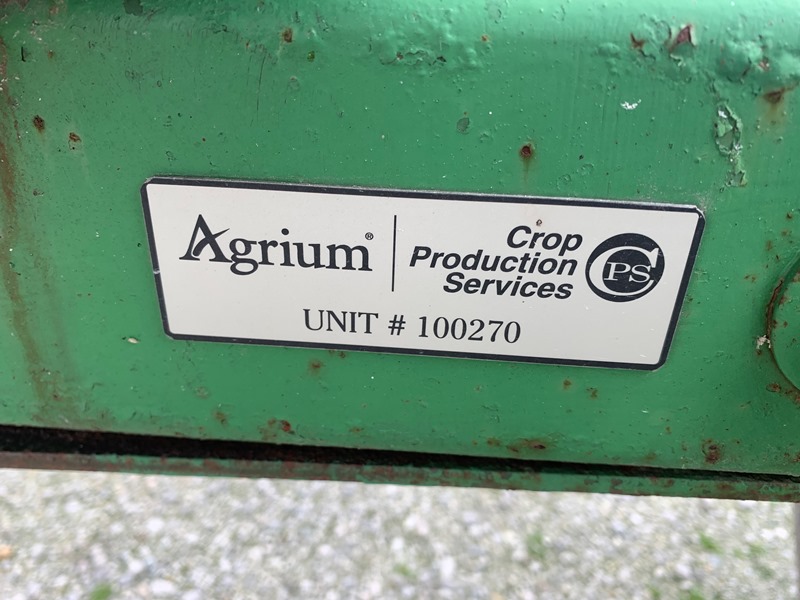 Agrium®
Crop
Production
Services
CPS
UNIT # 100270